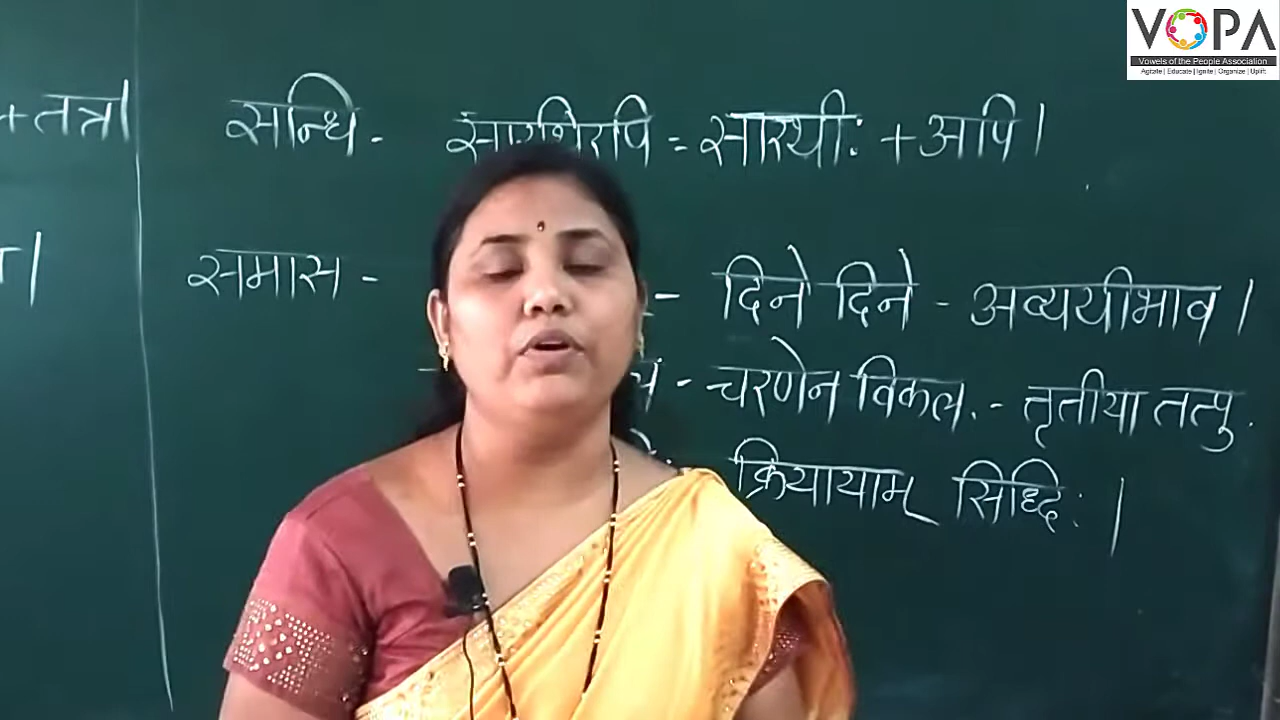 VOPA
Vowels of the People Association
Agitate | Educate | Ignite | Organize | Uplift
+ तत्र।
सन्धि - सारथिरपि = सारथीः + अपि।
समास - - दिने दिने - अव्ययीभाव।
- चरणेन विकल. - तृतीया तत्पु.
क्रियायाम् सिध्दिः।